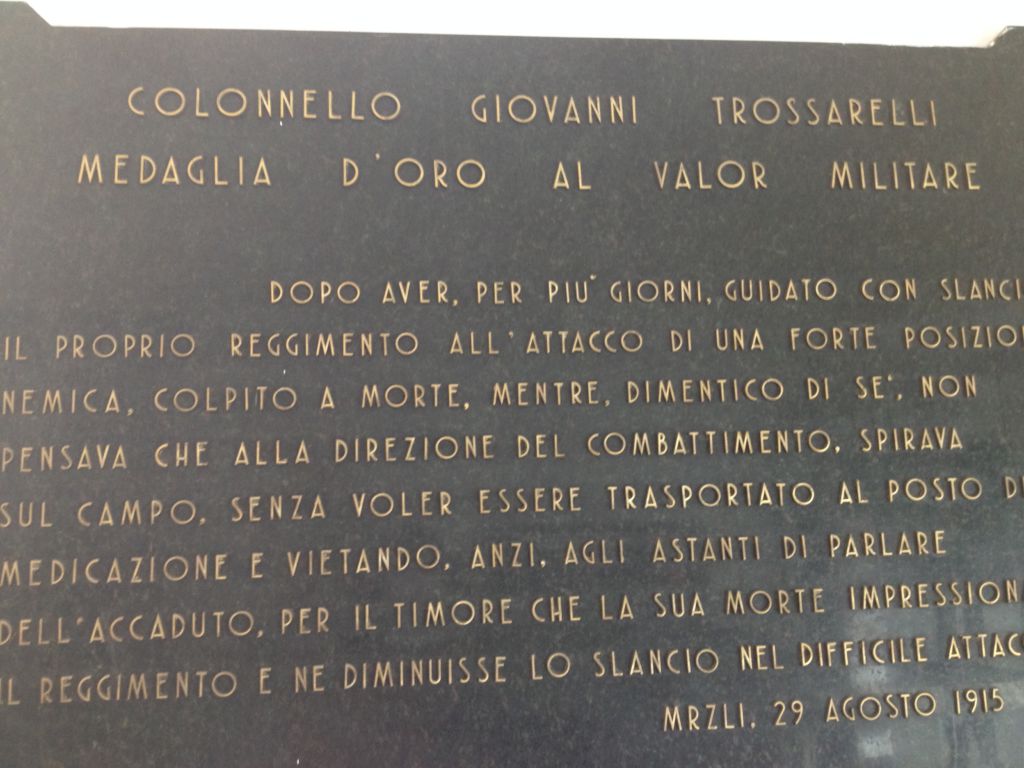 COLONNELLO GIOVANNI TROSSARELLI
MEDAGLIA D'ORO AL VALOR MILITARE
DOPO AVER, PER PIU' GIORNI, GUIDATO CON SLANCI
IL PROPRIO REGGIMENTO ALL'ATTACCO DI UNA FORTE POSIZIO
NEMICA, COLPITO A MORTE, MENTRE, DIMENTICO DI SE', NON
PENSAVA CHE ALLA DIREZIONE DEL COMBATTIMENTO, SPIRAVA
SUL CAMPO, SENZA VOLER ESSERE TRASPORTATO AL POSTO DI
MEDICAZIONE E VIETANDO, ANZI, AGLI ASTANTI DI PARLARE
DELL'ACCADUTO, PER IL TIMORE CHE LA SUA MORTE IMPRESSION
IL REGGIMENTO E NE DIMINUISSE LO SLANCIO NEL DIFFICILE ATTAC
MRZLI, 29 AGOSTO 1915